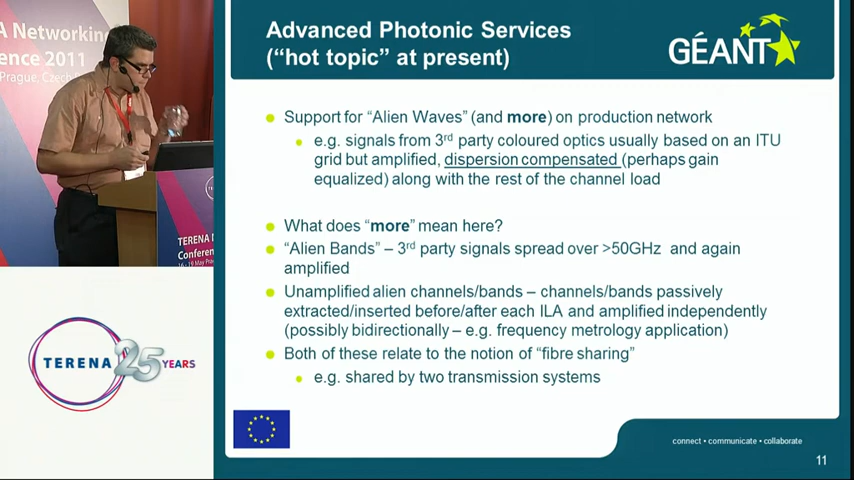 A Networking
ence 2011
Prague, Czech
TERENA
Conference
16 - 19 May Prag
TERENA 25 YEARS
Advanced Photonic Services
("hot topic" at present)
GÉANT
Support for "Alien Waves" (and more) on production network
e.g. signals from 3rd party coloured optics usually based on an ITU
grid but amplified, dispersion compensated (perhaps gain
equalized) along with the rest of the channel load
What does "more" mean here?
"Alien Bands" – 3rd party signals spread over >50GHz and again
amplified
Unamplified alien channels/bands – channels/bands passively
extracted/inserted before/after each ILA and amplified independently
(possibly bidirectionally – e.g. frequency metrology application)
Both of these relate to the notion of "fibre sharing"
e.g. shared by two transmission systems
connect • communicate • collaborate
11